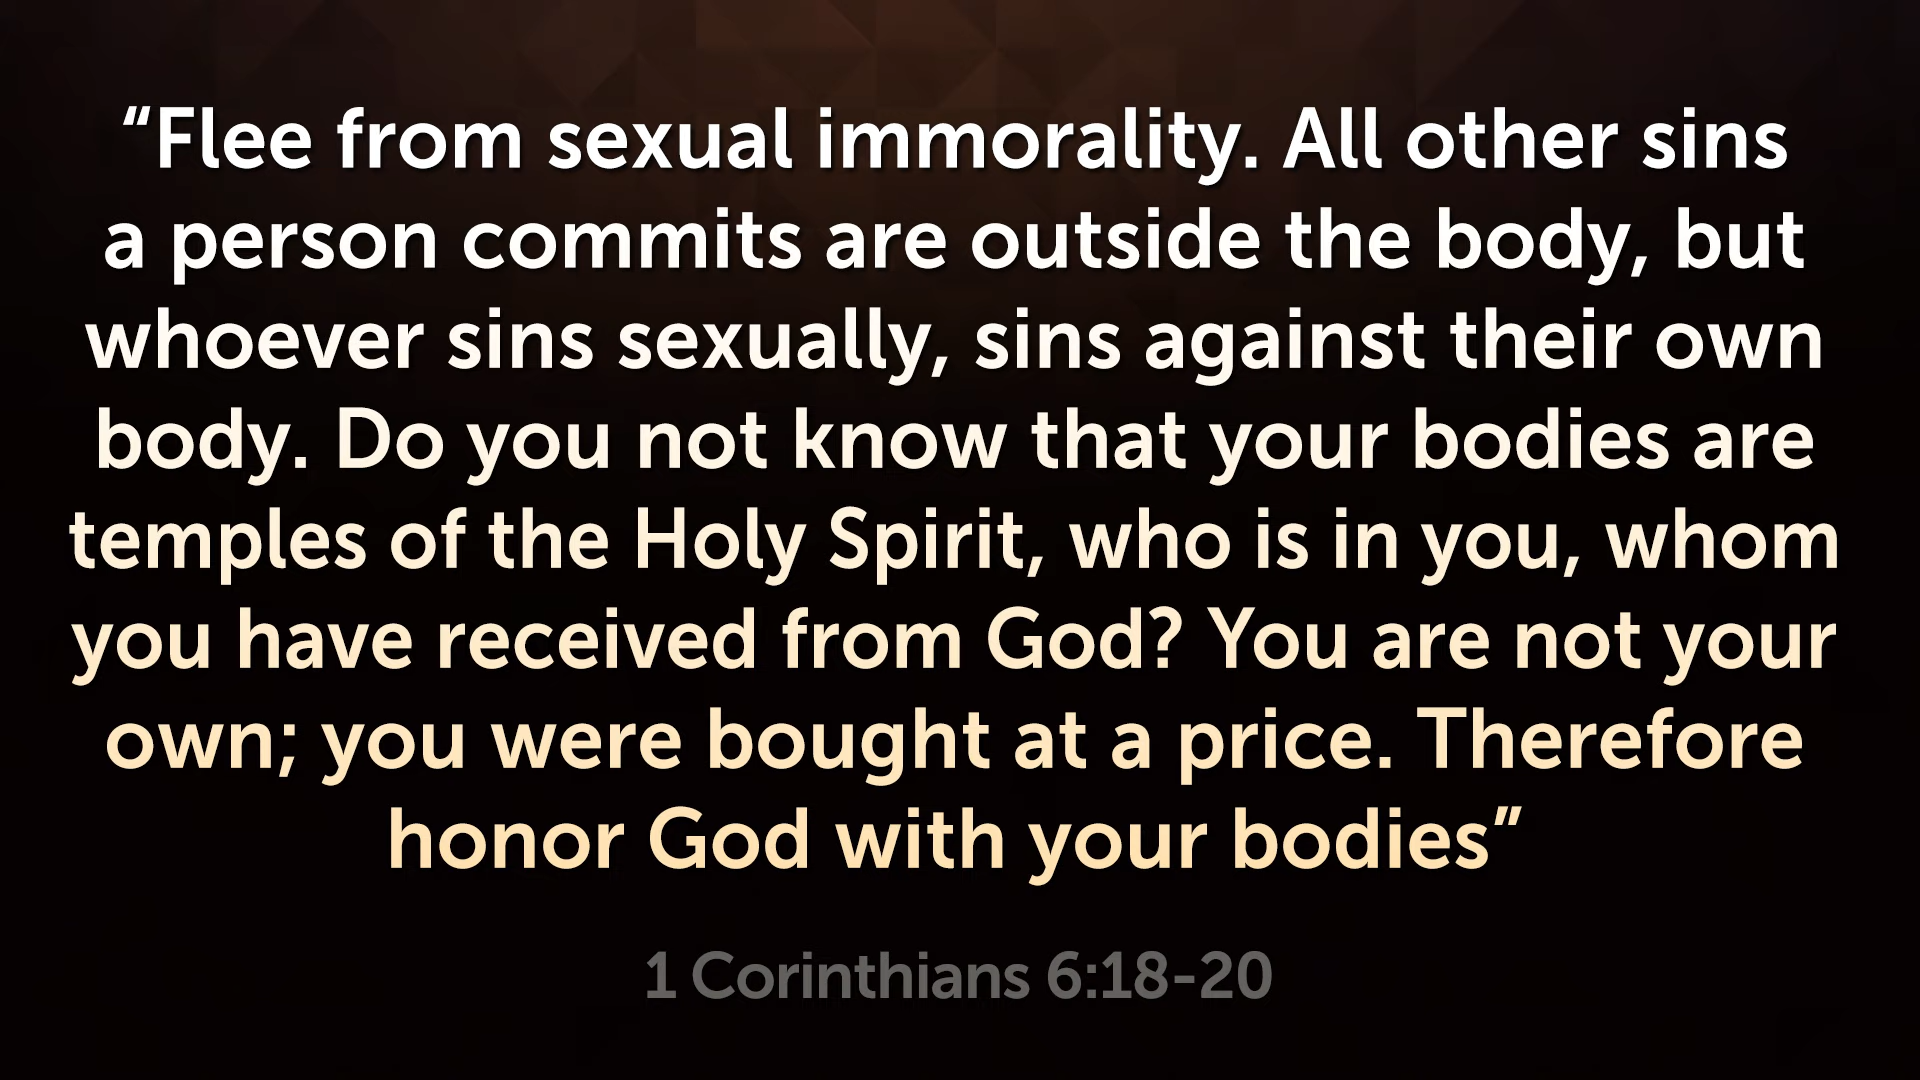 “Flee from sexual immorality. All other sins
a person commits are outside the body, but
whoever sins sexually, sins against their own
body. Do you not know that your bodies are
temples of the Holy Spirit, who is in you, whom
you have received from God? You are not your
own; you were bought at a price. Therefore
honor God with your bodies”
1 Corinthians 6:18-20